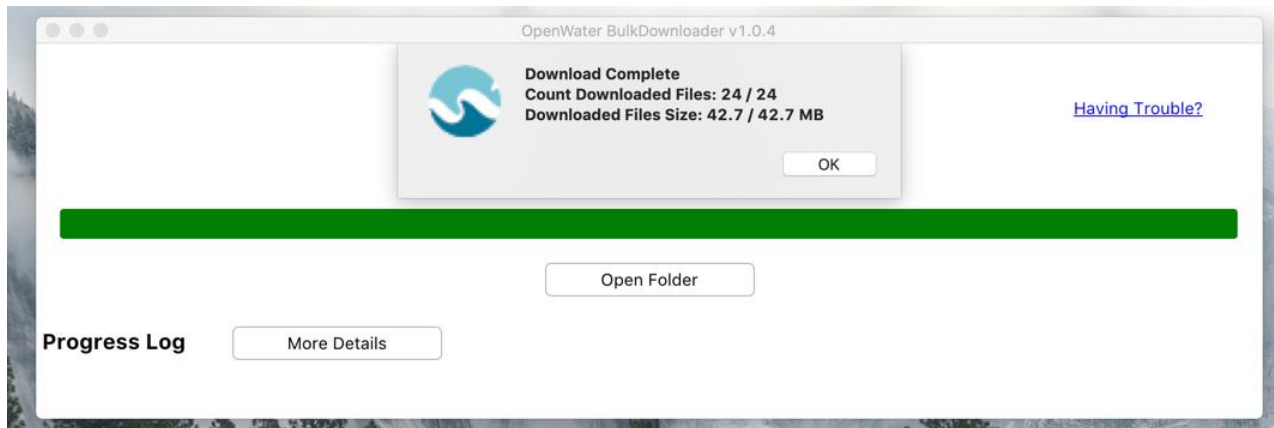 OpenWater BulkDownloader v1.0.4
Download Complete
Count Downloaded Files: 24 / 24
Downloaded Files Size: 42.7 / 42.7 MB
Having Trouble?
OK
Open Folder
Progress Log
More Details